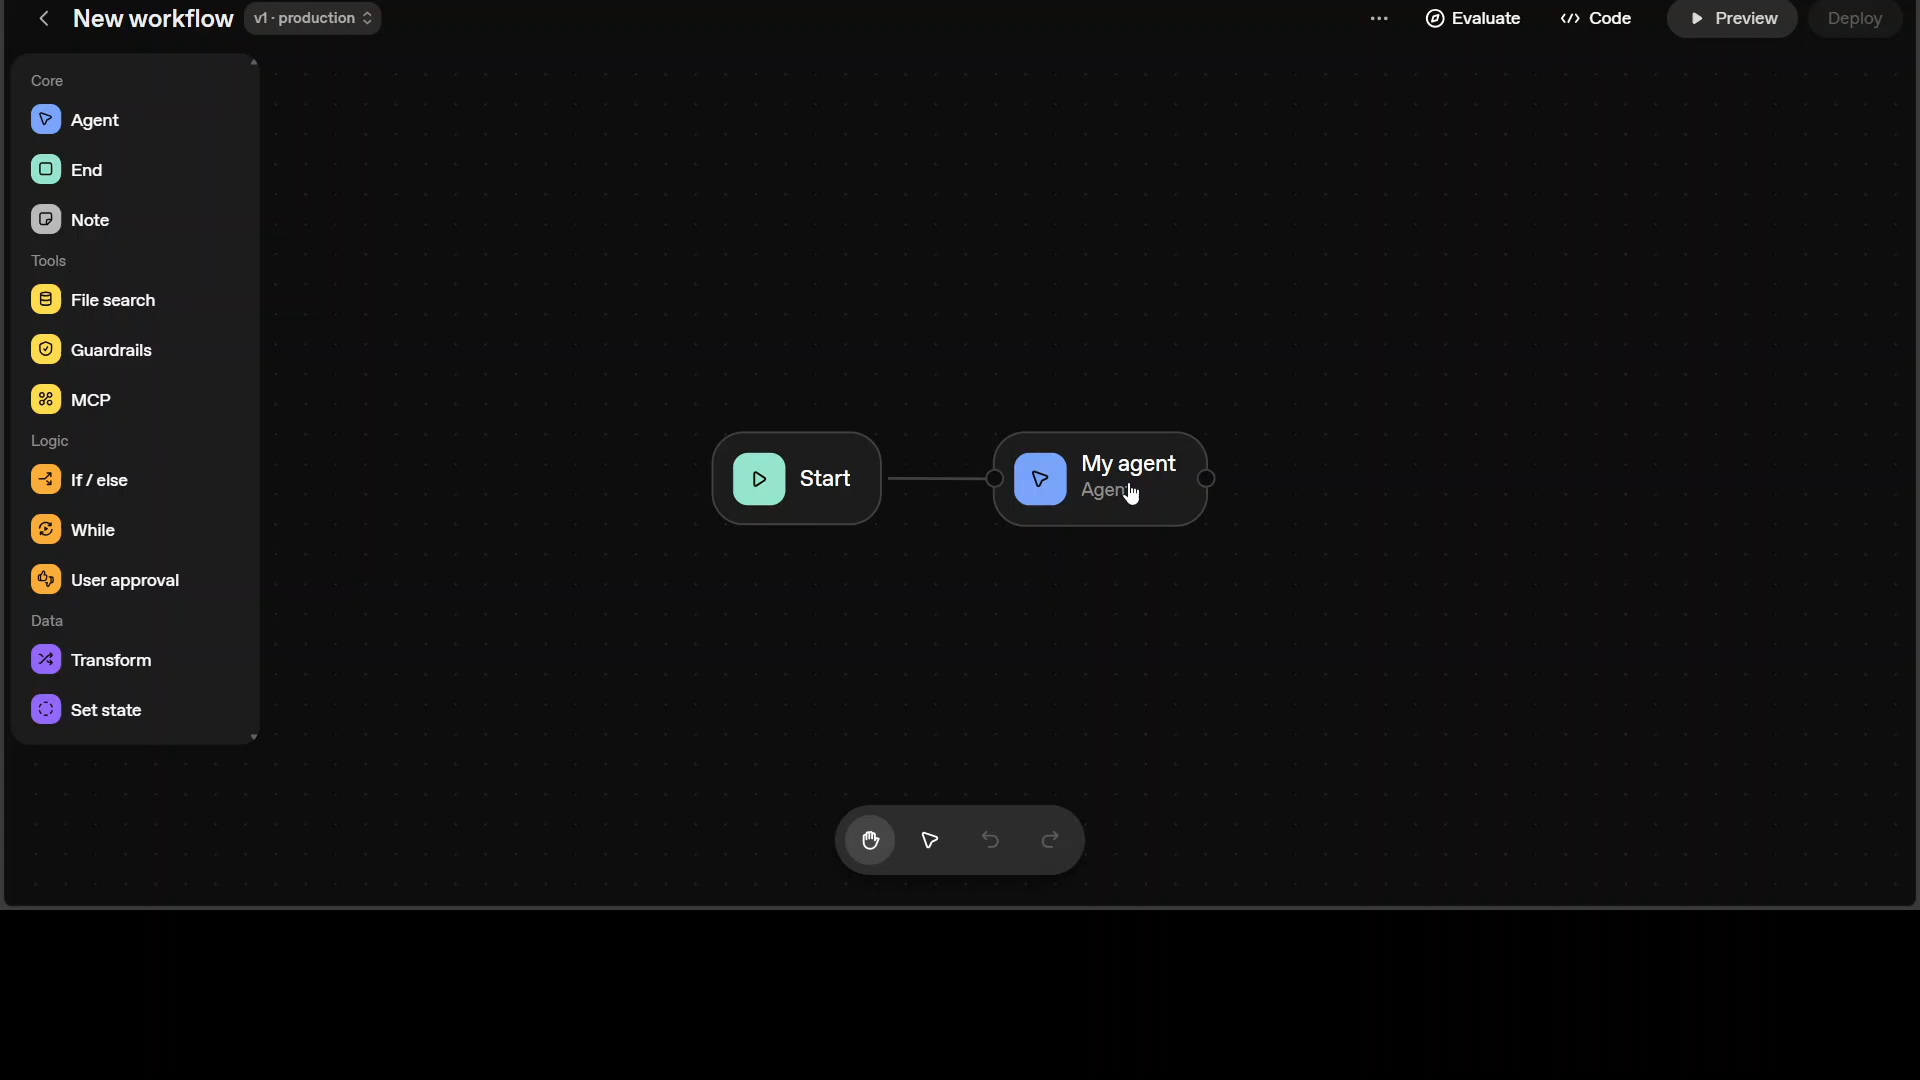 New workflow
v1 · production
Evaluate
Code
Preview
Deploy
Core
Agent
End
Note
Tools
File search
Guardrails
MCP
Logic
If / else
While
User approval
Data
Transform
Set state
Start
My agent
Agent